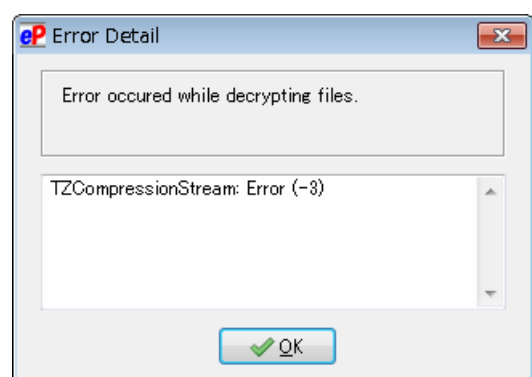 eP Error Detail
Error occured while decrypting files.
TZCompressionStream: Error (-3)
OK